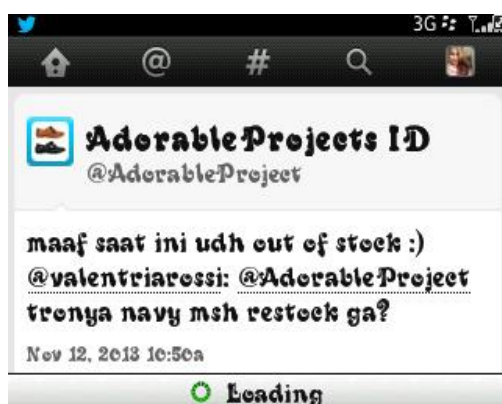 3G
@ #
AdorableProjects ID
@AdorableProject
maaf saat ini udh out of stock :)
@valentriarossi: @AdorableProject
tronya navy msh restock ga?
Nov 12, 2013 10:50a
Loading